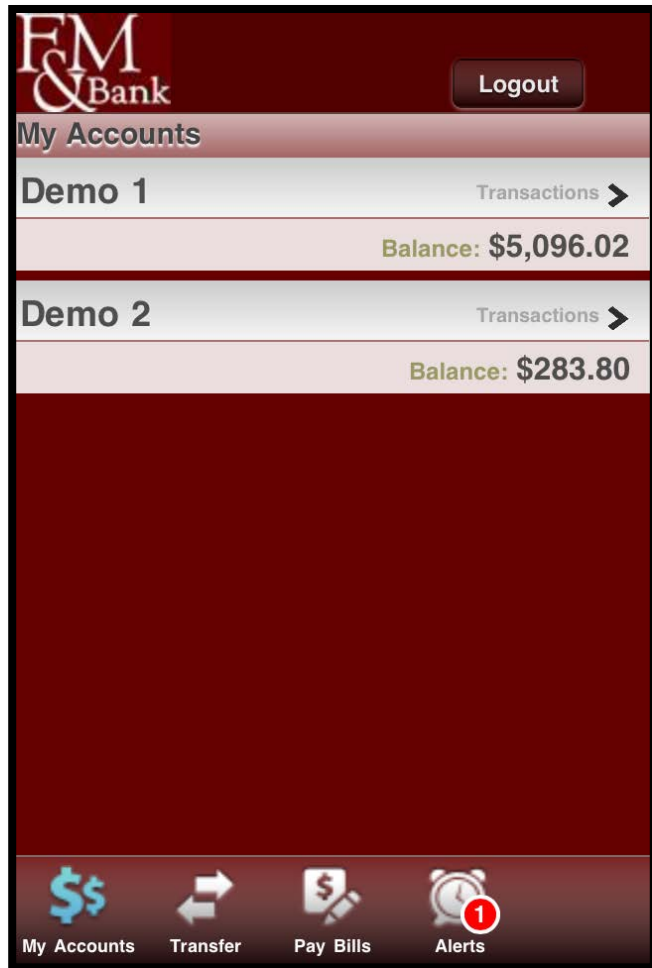 F&M
Bank
Logout
My Accounts
Demo 1
Transactions
Balance: $5,096.02
Demo 2
Transactions
Balance: $283.80
$$
$
1
My Accounts Transfer Pay Bills Alerts